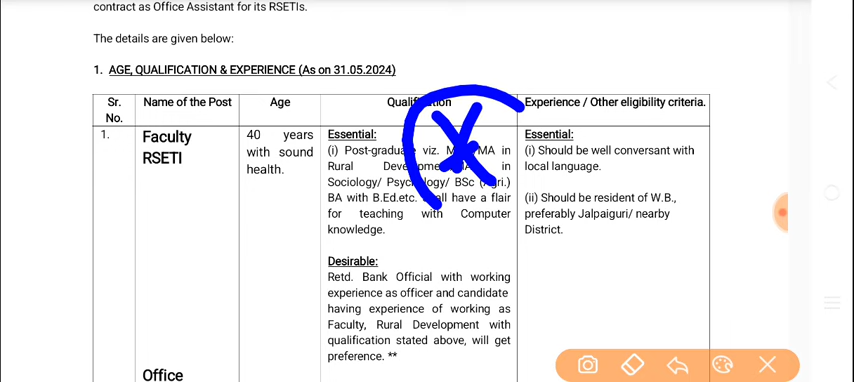 contract as Office Assistant for its RSETIs.
The details are given below:
1. AGE, QUALIFICATION & EXPERIENCE (As on 31.05.2024)
Sr. No.
Name of the Post
Age
Experience / Other eligibility criteria.
1.
Faculty
RSETI
40 years
with sound
health.
Essential:
(i) Post-graduate viz. in
Rural in
Sociology/ BSc
BA with B.Ed.etc. have a flair
for teaching with Computer
knowledge.
Desirable:
Retd. Bank Official with working
experience as officer and candidate
having experience of working as
Faculty, Rural Development with
qualification stated above, will get
preference. **
Essential:
(i) Should be well conversant with
local language.
(ii) Should be resident of W.B.,
preferably Jalpaiguri/ nearby
District.
Office